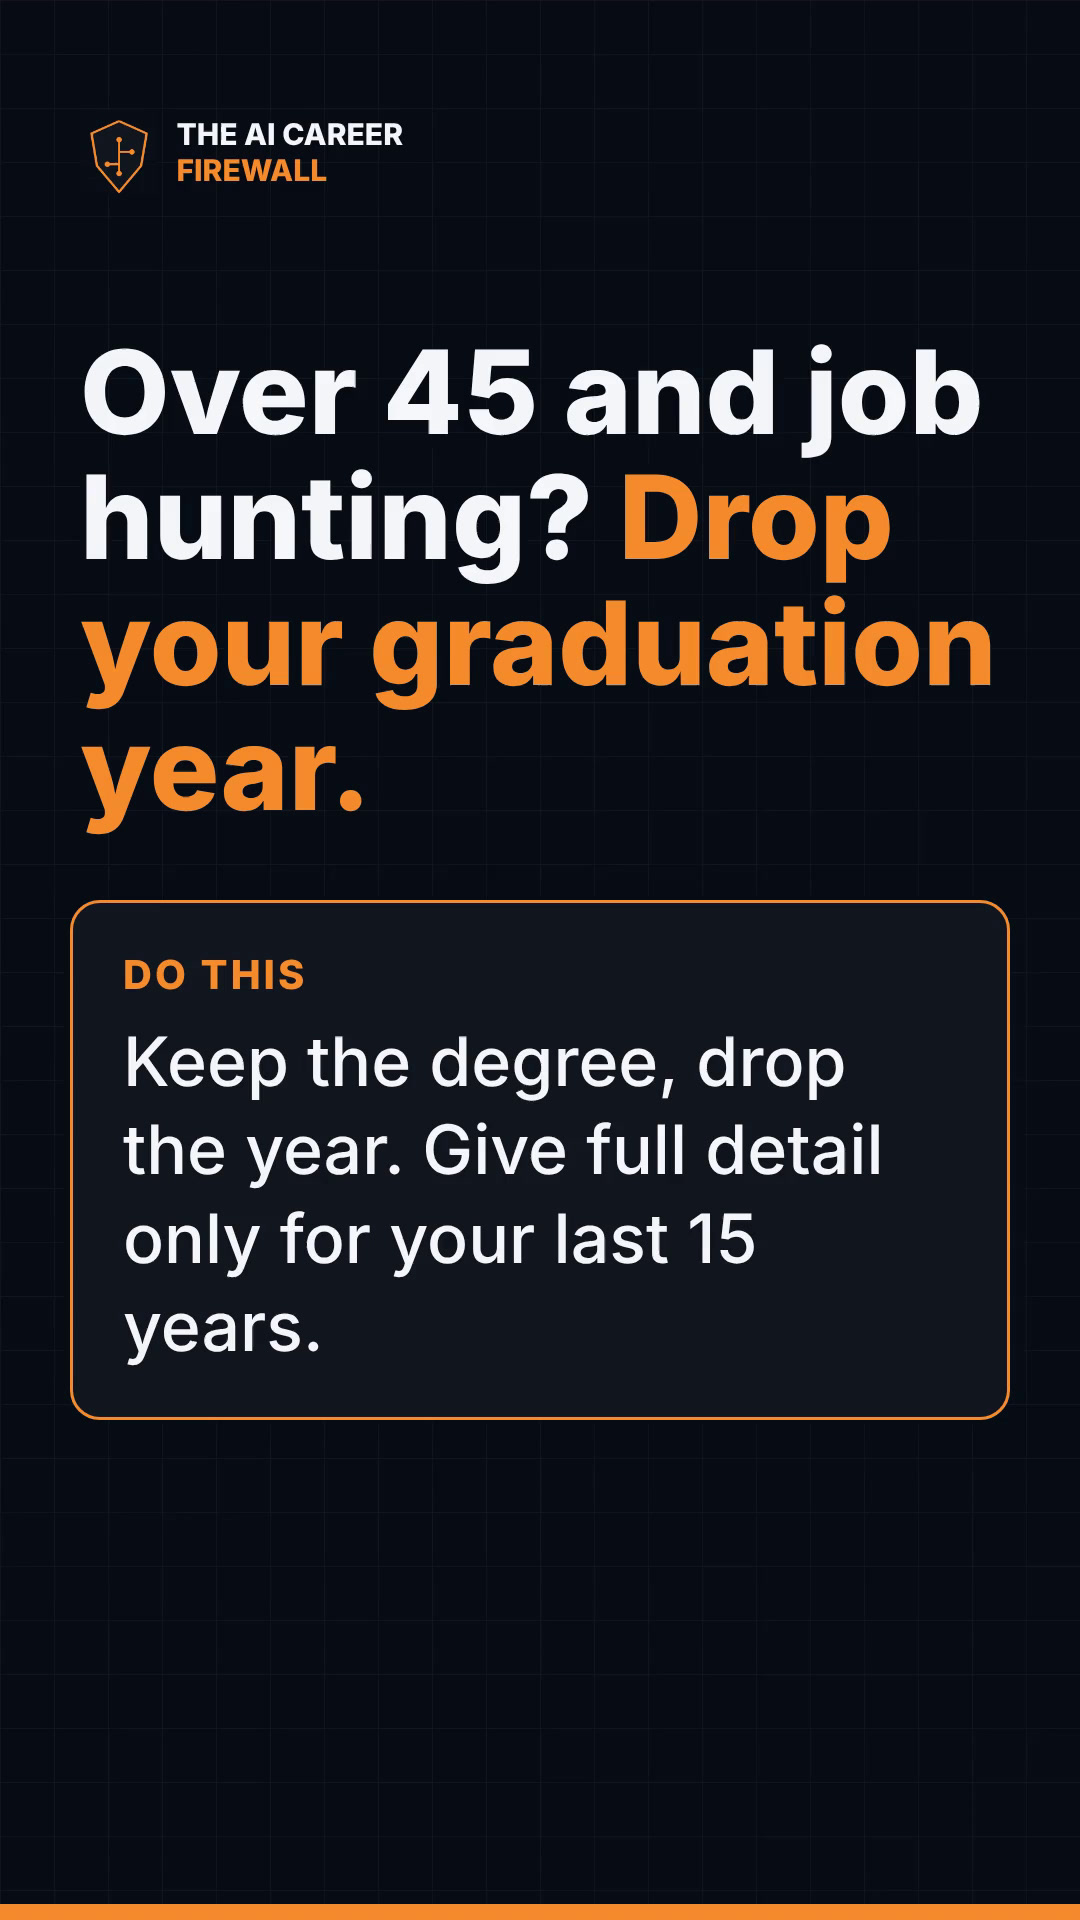 THE AI CAREER
FIREWALL
Over 45 and job
hunting? Drop
your graduation
year.
DO THIS
Keep the degree, drop
the year. Give full detail
only for your last 15
years.